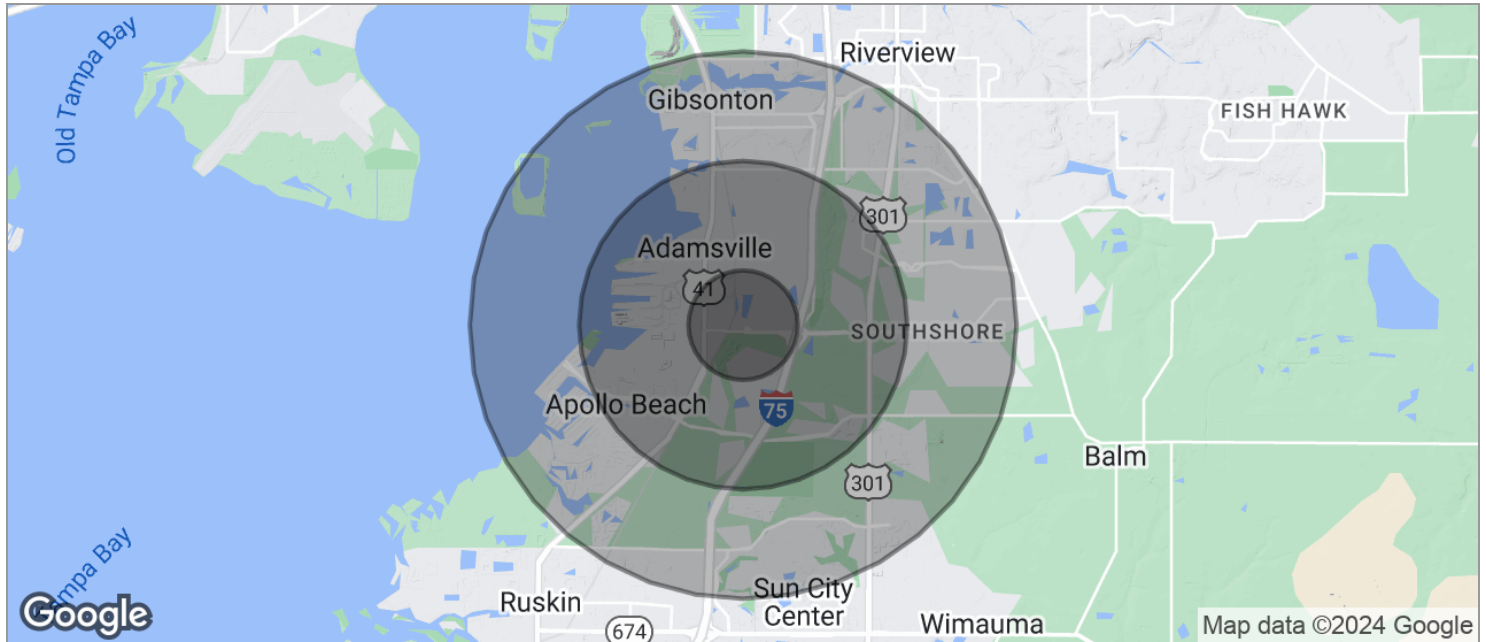 Old Tampa Bay
Riverview
Gibsonton
FISH HAWK
301
Adamsville
41
SOUTHSHORE
Apollo Beach
75
Balm
301
Tampa Bay
Sun City
Center
Ruskin
Wimauma
674
Google
Map data ©2024 Google